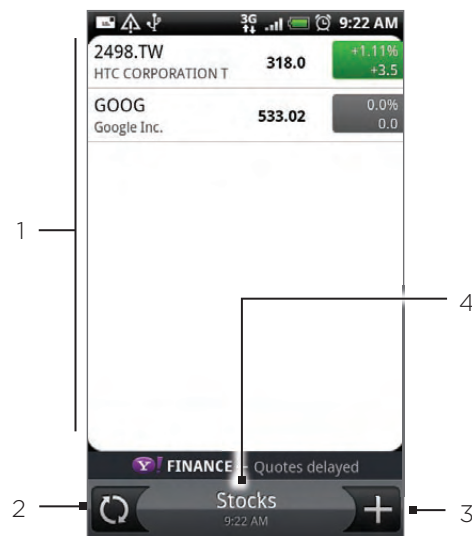 3G 9:22 AM
2498.TW 318.0 +1.11%
HTC CORPORATION T +3.5
GOOG 533.02 0.0%
Google Inc. 0.0
1
4
Y! FINANCE - Quotes delayed
2 Stocks 3
9:22 AM